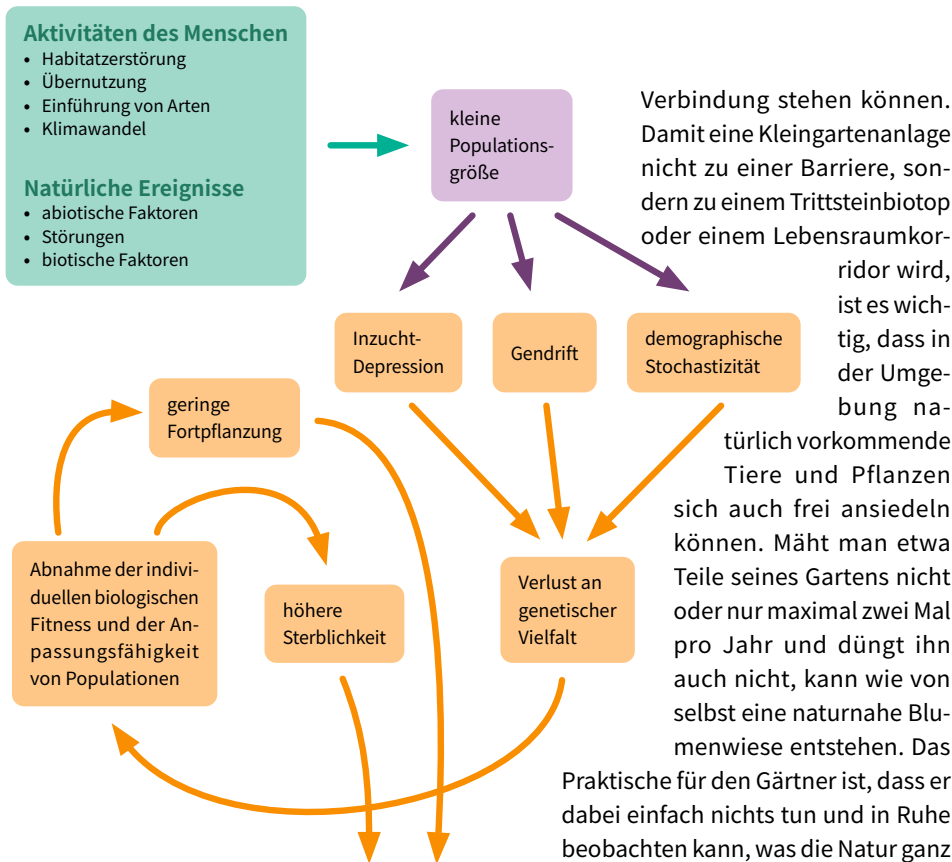 Aktivitäten des Menschen
• Habitatzerstörung
• Übernutzung
• Einführung von Arten
• Klimawandel
Natürliche Ereignisse
• abiotische Faktoren
• Störungen
• biotische Faktoren
kleine
Populations-
größe
Inzucht-
Depression
Gendrift
demographische
Stochastizität
geringe
Fortpflanzung
Abnahme der indivi-
duellen biologischen
Fitness und der An-
passungsfähigkeit
von Populationen
höhere
Sterblichkeit
Verlust an
genetischer
Vielfalt
Verbindung stehen können.
Damit eine Kleingartenanlage
nicht zu einer Barriere, son-
dern zu einem Trittsteinbiotop
oder einem Lebensraumkor-
ridor wird,
ist es wich-
tig, dass in
der Umge-
bung na-
türlich vorkommende
Tiere und Pflanzen
sich auch frei ansiedeln
können. Mäht man etwa
Teile seines Gartens nicht
oder nur maximal zwei Mal
pro Jahr und düngt ihn
auch nicht, kann wie von
selbst eine naturnahe Blu-
menwiese entstehen. Das
Praktische für den Gärtner ist, dass er
dabei einfach nichts tun und in Ruhe
beobachten kann, was die Natur ganz